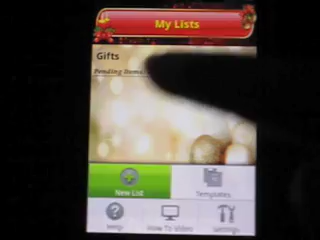 My Lists
Gifts
Pending Items:
New List
Templates
Help
How To Video
Settings